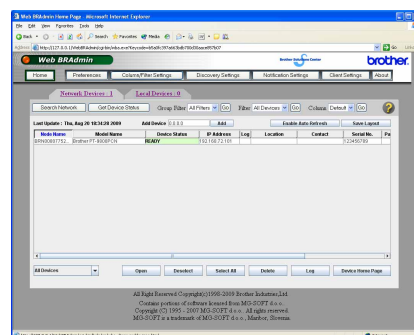 Web BRAdmin Home Page - Microsoft Internet Explorer
File Edit View Favorites Tools Help
Back Search Favorites Media
Go
Web BRAdmin
Brother Solutions Center
brother.
Home Preferences Column/Filter Settings Discovery Settings Notification Settings Client Settings About
Network Devices : 1 Local Devices : 0
Search Network Get Device Status Group Filter All Filters Go Filter All Devices Go Column Default Go
Last Update : Thu, Aug 20 18:34:28 2009 Add Device 0.0.0.0 Add Enable Auto Refresh Save Layout
Node Name Model Name Device Status IP Address Log Location Contact Serial No. Pa
Brother PT-9800PCN READY 192.168.72.101 123456789
All Devices Open Deselect Select All Delete Log Device Home Page
All Right Reserved Copyright(c)1998-2009 Brother Industries,Ltd.
Contains portions of software licensed from MG-SOFT d.o.o..
Copyright (C) 1995 - 2007 MG-SOFT d.o.o.. All rights reserved.
MG-SOFT is a trademark of MG-SOFT d.o.o., Maribor, Slovenia.